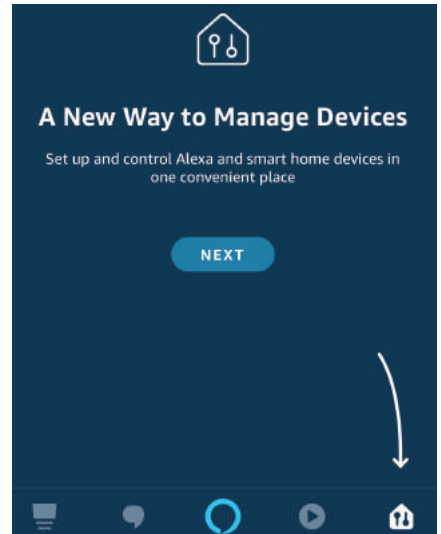 A New Way to Manage Devices
Set up and control Alexa and smart home devices in
one convenient place
NEXT